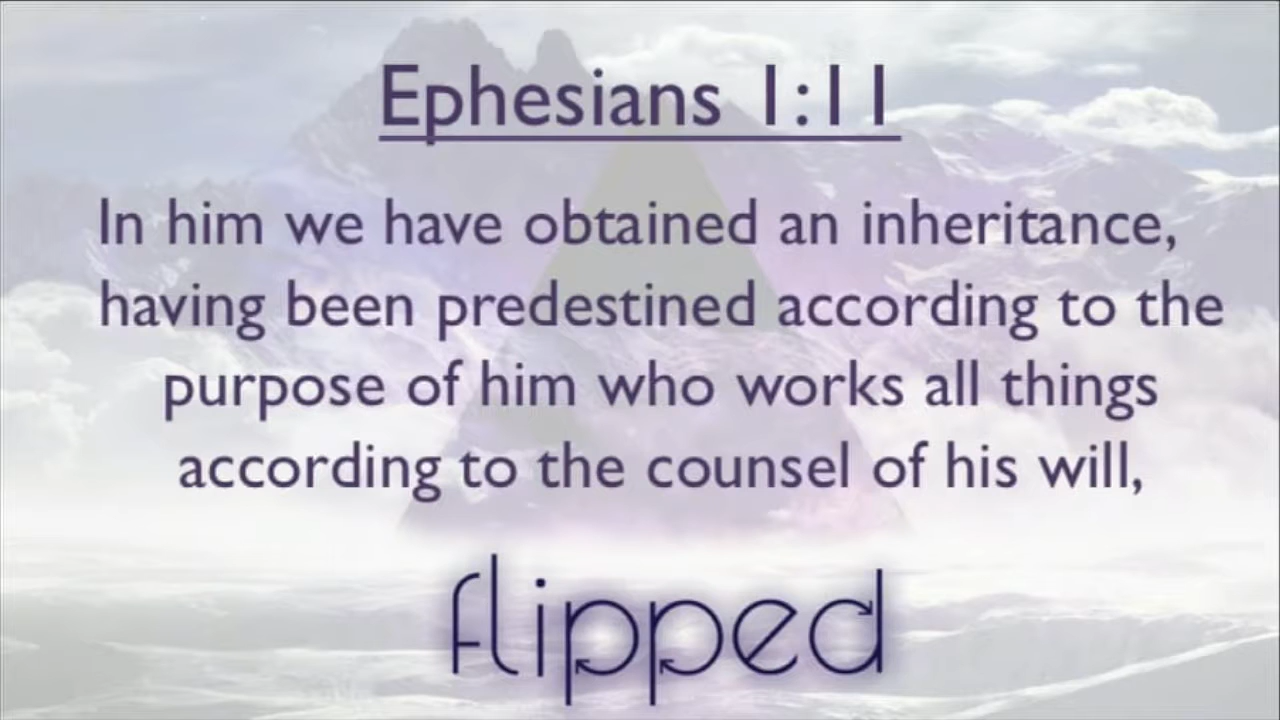 Ephesians 1:11
In him we have obtained an inheritance,
having been predestined according to the
purpose of him who works all things
according to the counsel of his will,
flipped